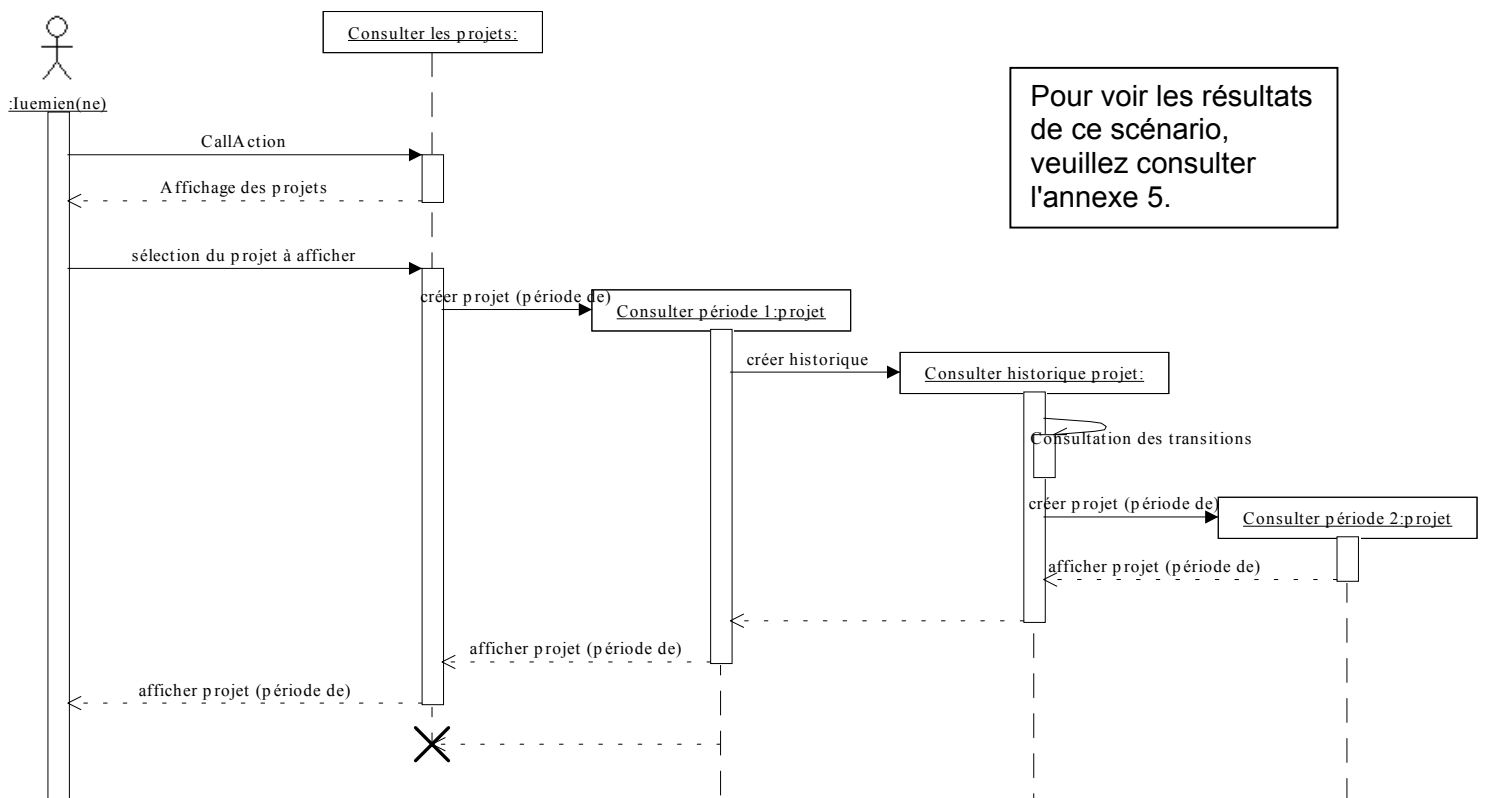 Consulter les projets:
:Iuemien(ne)
Pour voir les résultats
de ce scénario,
veuillez consulter
l'annexe 5.
CallAction
Affichage des projets
sélection du projet à afficher
créer projet (période de)
Consulter période 1:projet
créer historique
Consulter historique projet:
Consultation des transitions
créer projet (période de)
Consulter période 2:projet
afficher projet (période de)
afficher projet (période de)
afficher projet (période de)